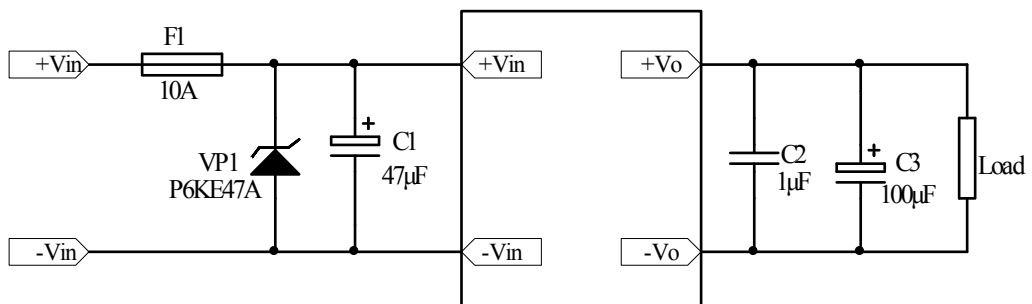 F1
+Vin
10A
+Vin
+Vo
+
C1
47μF
VP1
P6KE47A
C2
1μF
+
C3
100μF
Load
-Vin
-Vin
-Vo